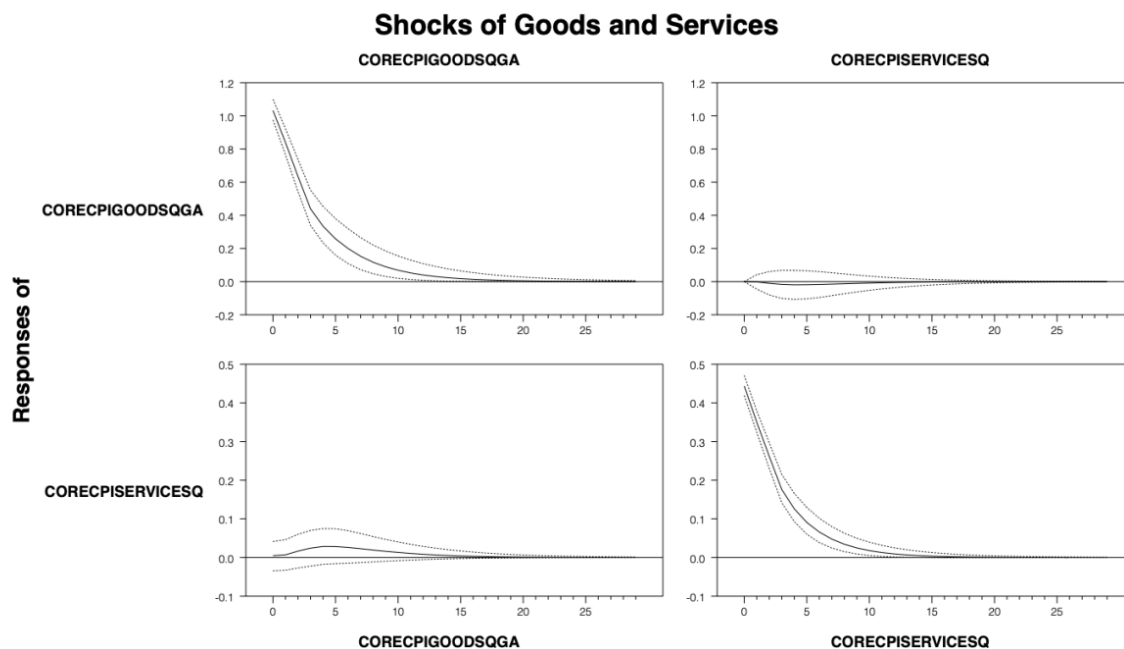 Shocks of Goods and Services
CORECPIGOODSQGA
CORECPISERVICESQ
Responses of
CORECPIGOODSQGA
1.2
1.0
0.8
0.6
0.4
0.2
0.0
-0.2
0 5 10 15 20 25
1.2
1.0
0.8
0.6
0.4
0.2
0.0
-0.2
0 5 10 15 20 25
CORECPISERVICESQ
0.5
0.4
0.3
0.2
0.1
0.0
-0.1
0 5 10 15 20 25
0.5
0.4
0.3
0.2
0.1
0.0
-0.1
0 5 10 15 20 25
CORECPIGOODSQGA
CORECPISERVICESQ